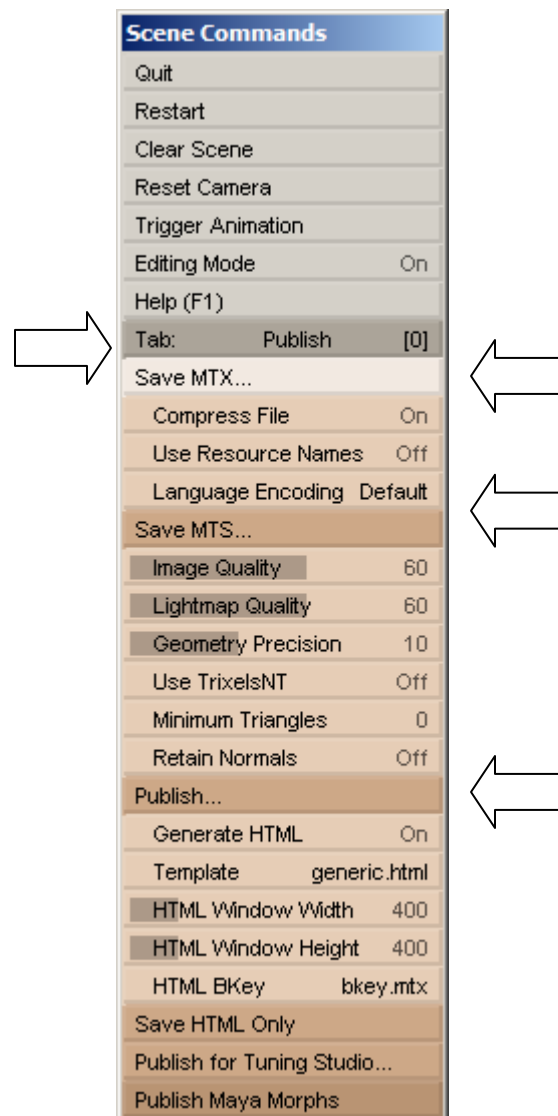 Scene Commands
Quit
Restart
Clear Scene
Reset Camera
Trigger Animation
Editing Mode On
Help (F1)
Tab: Publish [0]
Save MTX...
Compress File On
Use Resource Names Off
Language Encoding Default
Save MTS...
Image Quality 60
Lightmap Quality 60
Geometry Precision 10
Use TrixelsNT Off
Minimum Triangles 0
Retain Normals Off
Publish...
Generate HTML On
Template generic.html
HTML Window Width 400
HTML Window Height 400
HTML BKey bkey.mtx
Save HTML Only
Publish for Tuning Studio...
Publish Maya Morphs